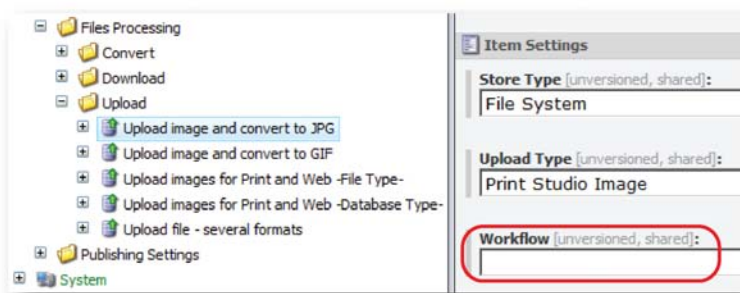 Files Processing
Convert
Download
Upload
Upload image and convert to JPG
Upload image and convert to GIF
Upload images for Print and Web -File Type-
Upload images for Print and Web -Database Type-
Upload file - several formats
Publishing Settings
System
Item Settings
Store Type [unversioned, shared]:
File System
Upload Type [unversioned, shared]:
Print Studio Image
Workflow [unversioned, shared]: